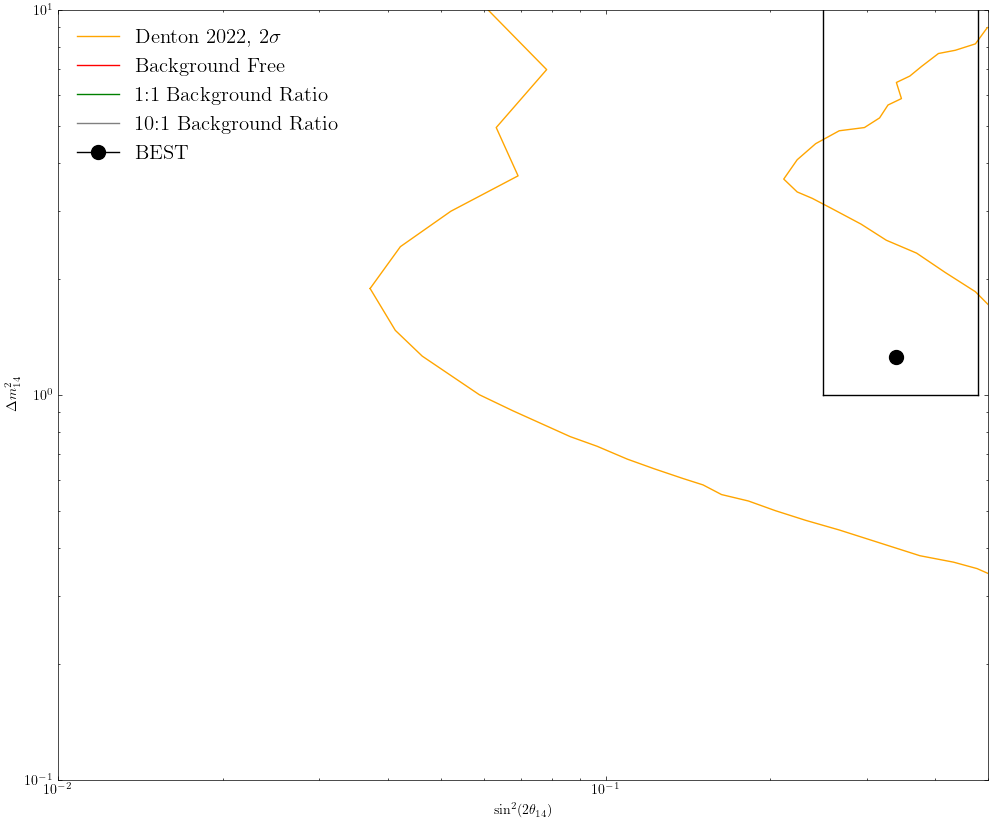 Denton 2022, 2σ
Background Free
1:1 Background Ratio
10:1 Background Ratio
BEST
10¹
10⁰
10⁻¹
Δm²₁₄
10⁻²
10⁻¹
sin²(2θ₁₄)